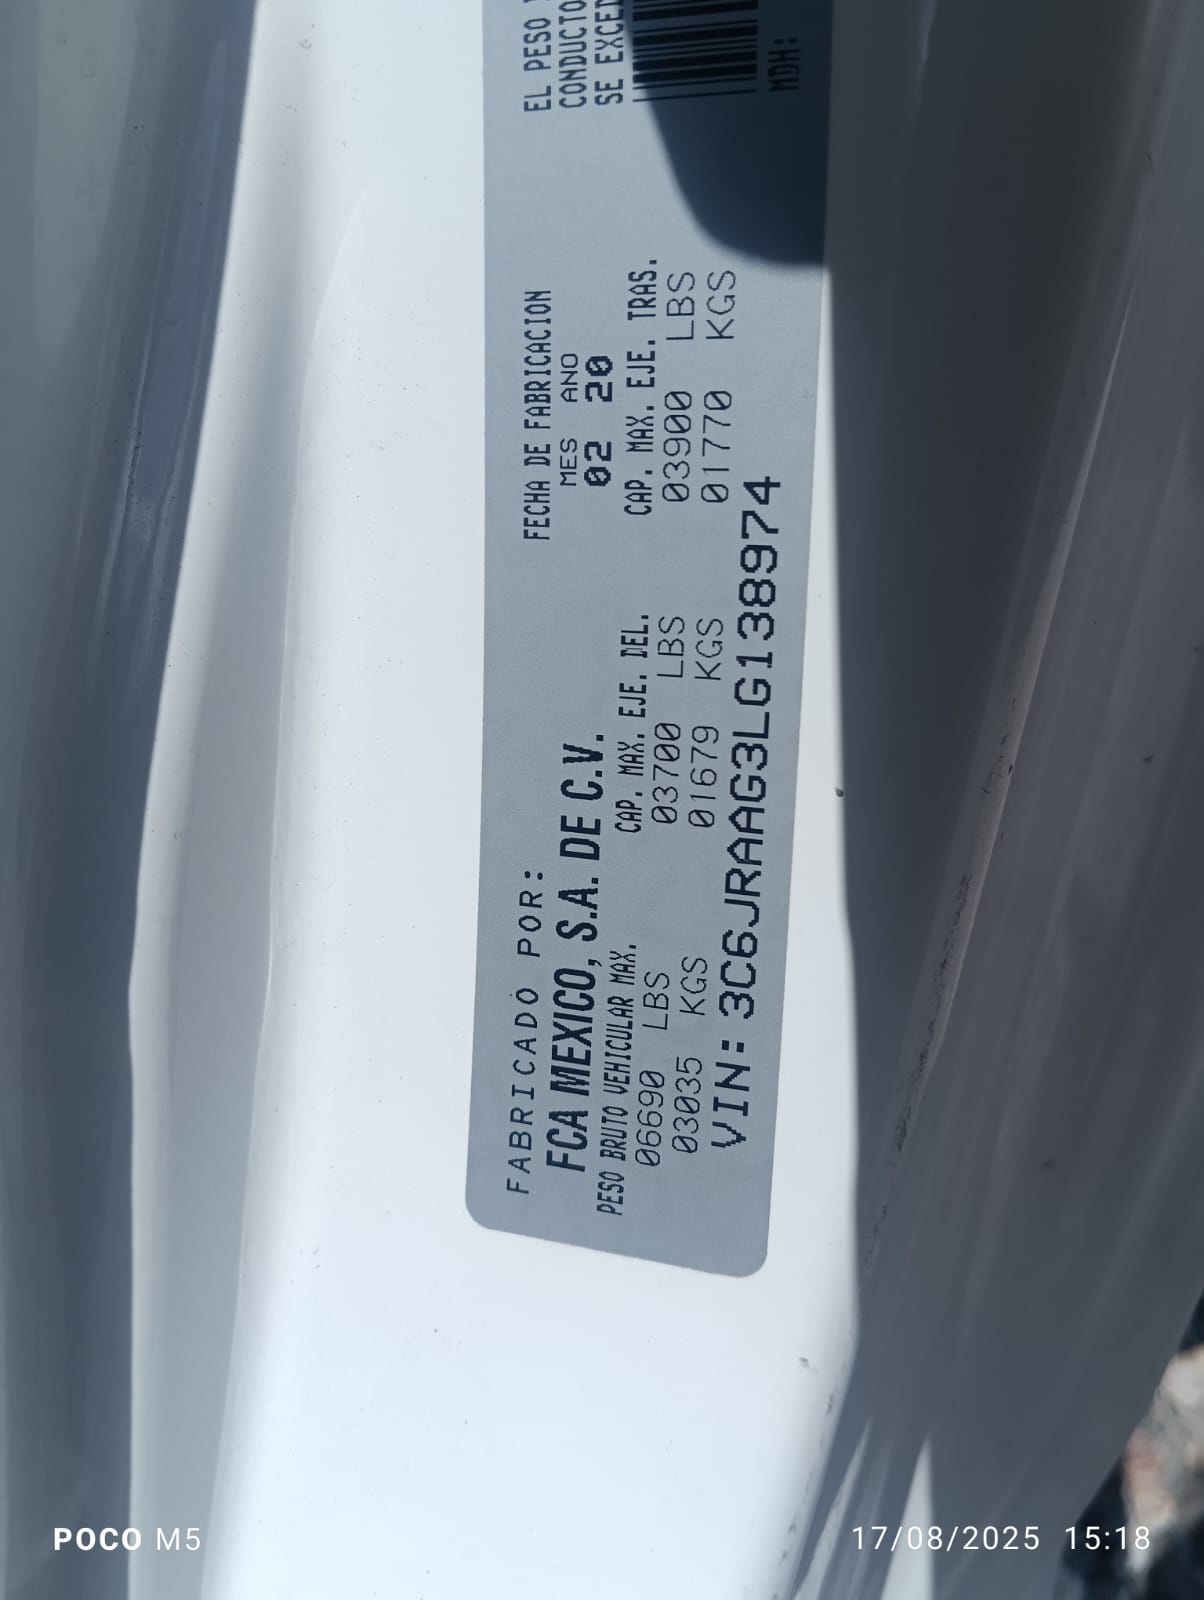 FABRICADO POR:
FCA MEXICO, S.A. DE C.V.
FECHA DE FABRICACION
MES ANO
02 20
PESO BRUTO VEHICULAR MAX.
06690 LBS
03035 KGS
CAP. MAX. EJE. DEL.
03700 LBS
01679 KGS
CAP. MAX. EJE. TRAS.
03900 LBS
01770 KGS
VIN: 3C6JRAAG3LG138974
EL PESO
CONDUCTO
SE EXCED
MDH:
POCO M5
17/08/2025 15:18